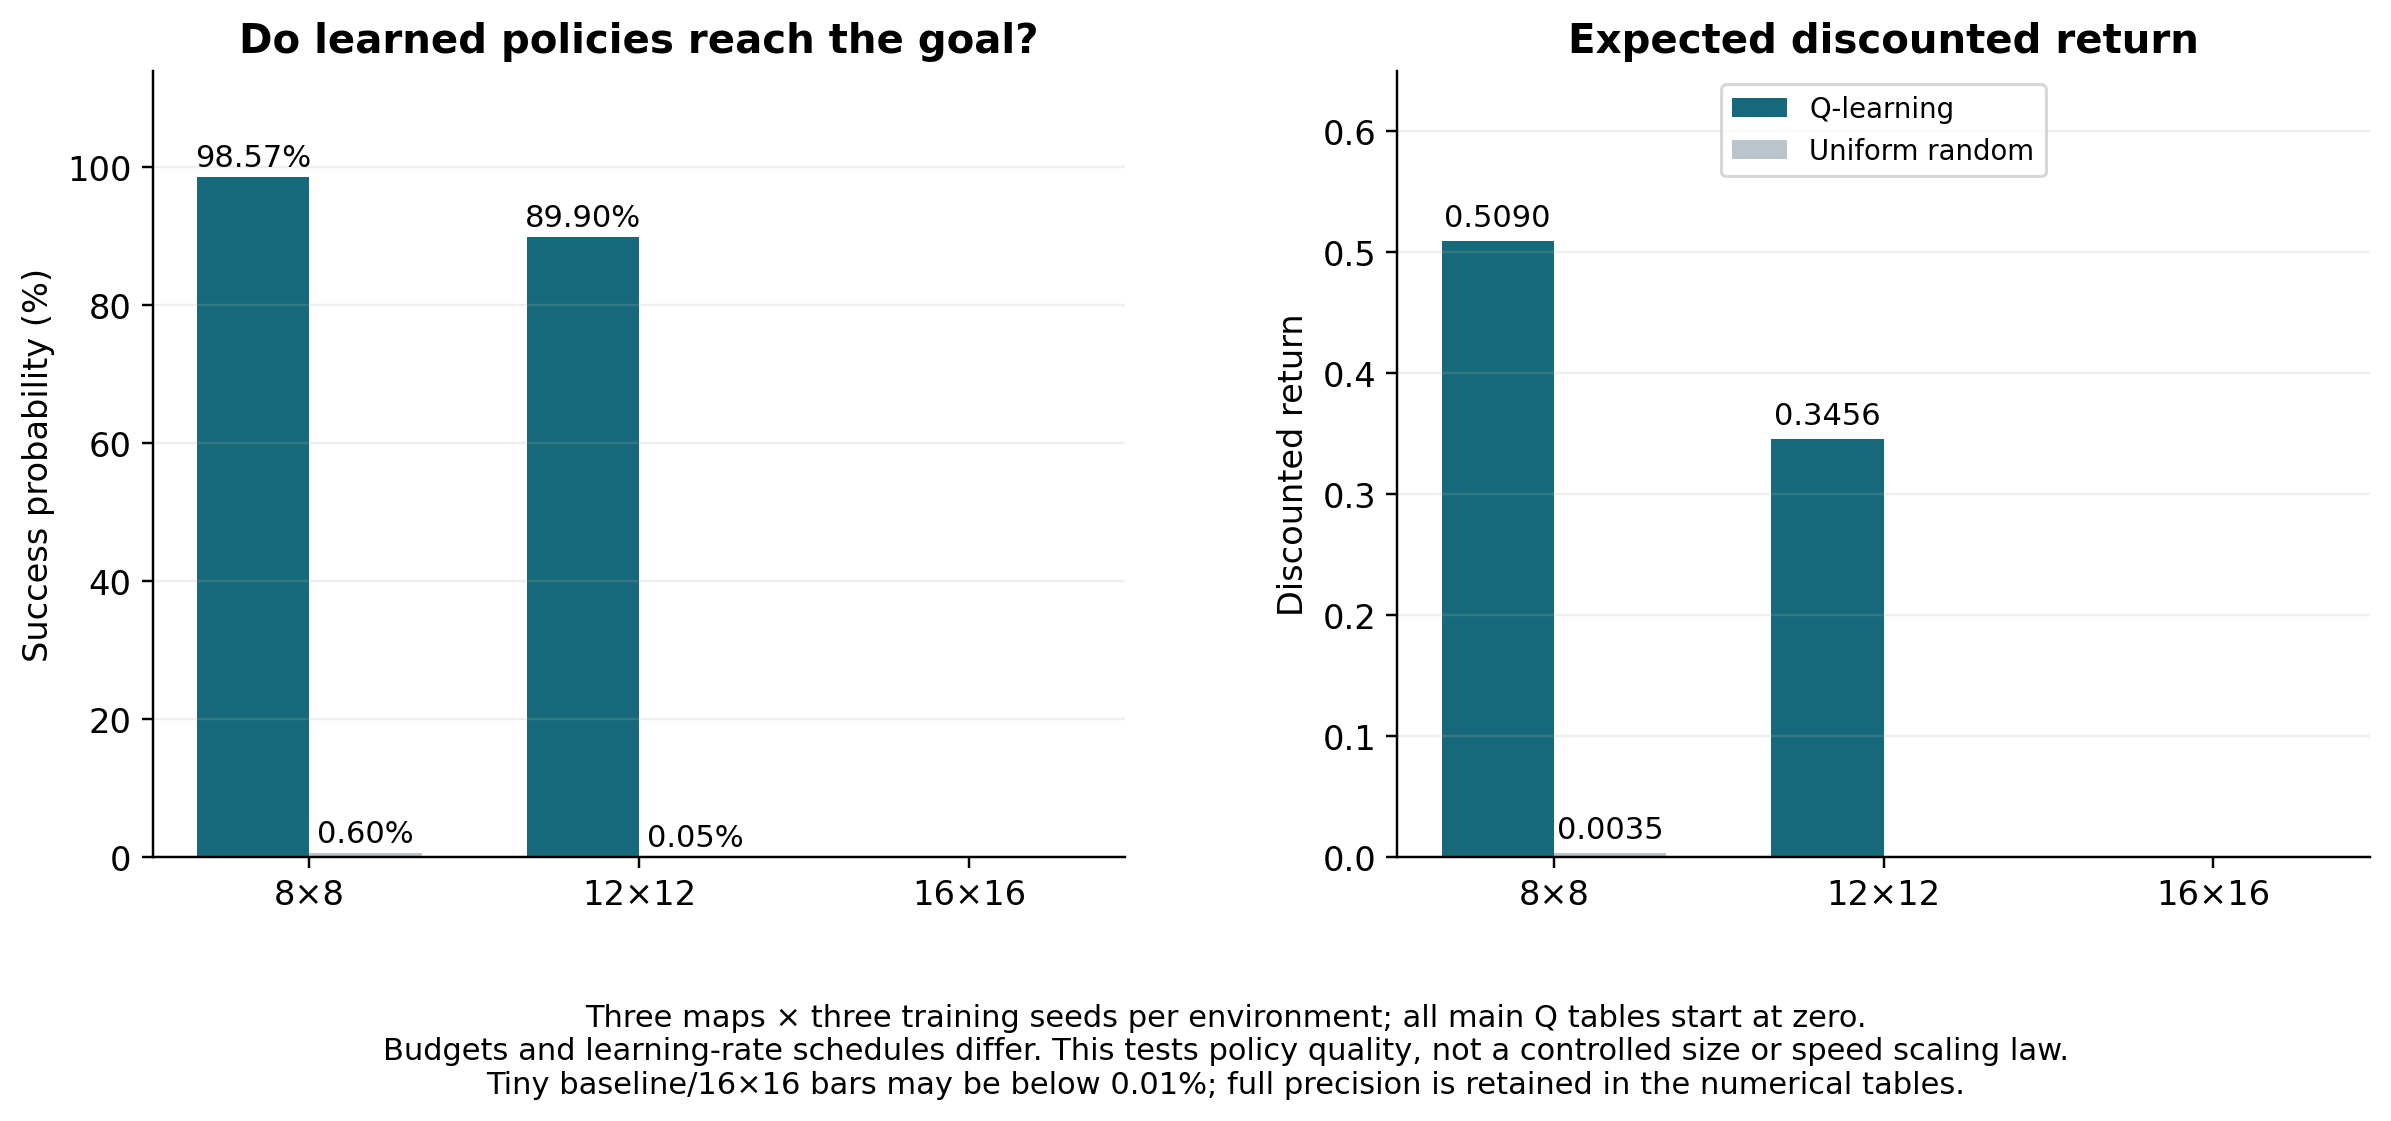 Do learned policies reach the goal?
Success probability (%)
100
80
60
40
20
0
98.57%
0.60%
89.90%
0.05%
8×8
12×12
16×16
Expected discounted return
Q-learning
Uniform random
Discounted return
0.6
0.5
0.4
0.3
0.2
0.1
0.0
0.5090
0.0035
0.3456
8×8
12×12
16×16
Three maps × three training seeds per environment; all main Q tables start at zero.
Budgets and learning-rate schedules differ. This tests policy quality, not a controlled size or speed scaling law.
Tiny baseline/16×16 bars may be below 0.01%; full precision is retained in the numerical tables.